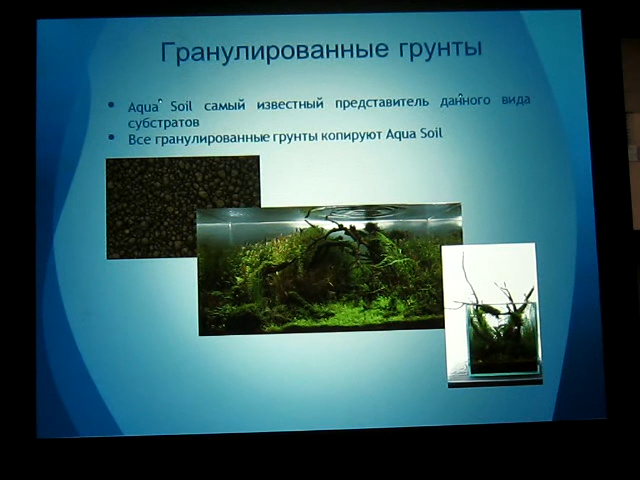 Гранулированные грунты
• Aqua Soil самый известный представитель данного вида
субстратов
• Все гранулированные грунты копируют Aqua Soil